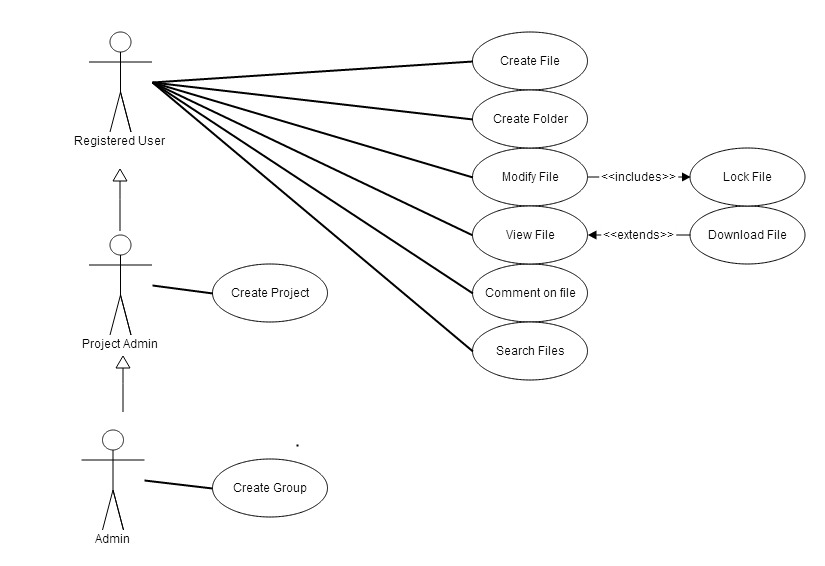 Create File
Create Folder
Registered User
Modify File
<<includes>>
Lock File
View File
<<extends>>
Download File
Create Project
Comment on file
Project Admin
Search Files
Create Group
Admin